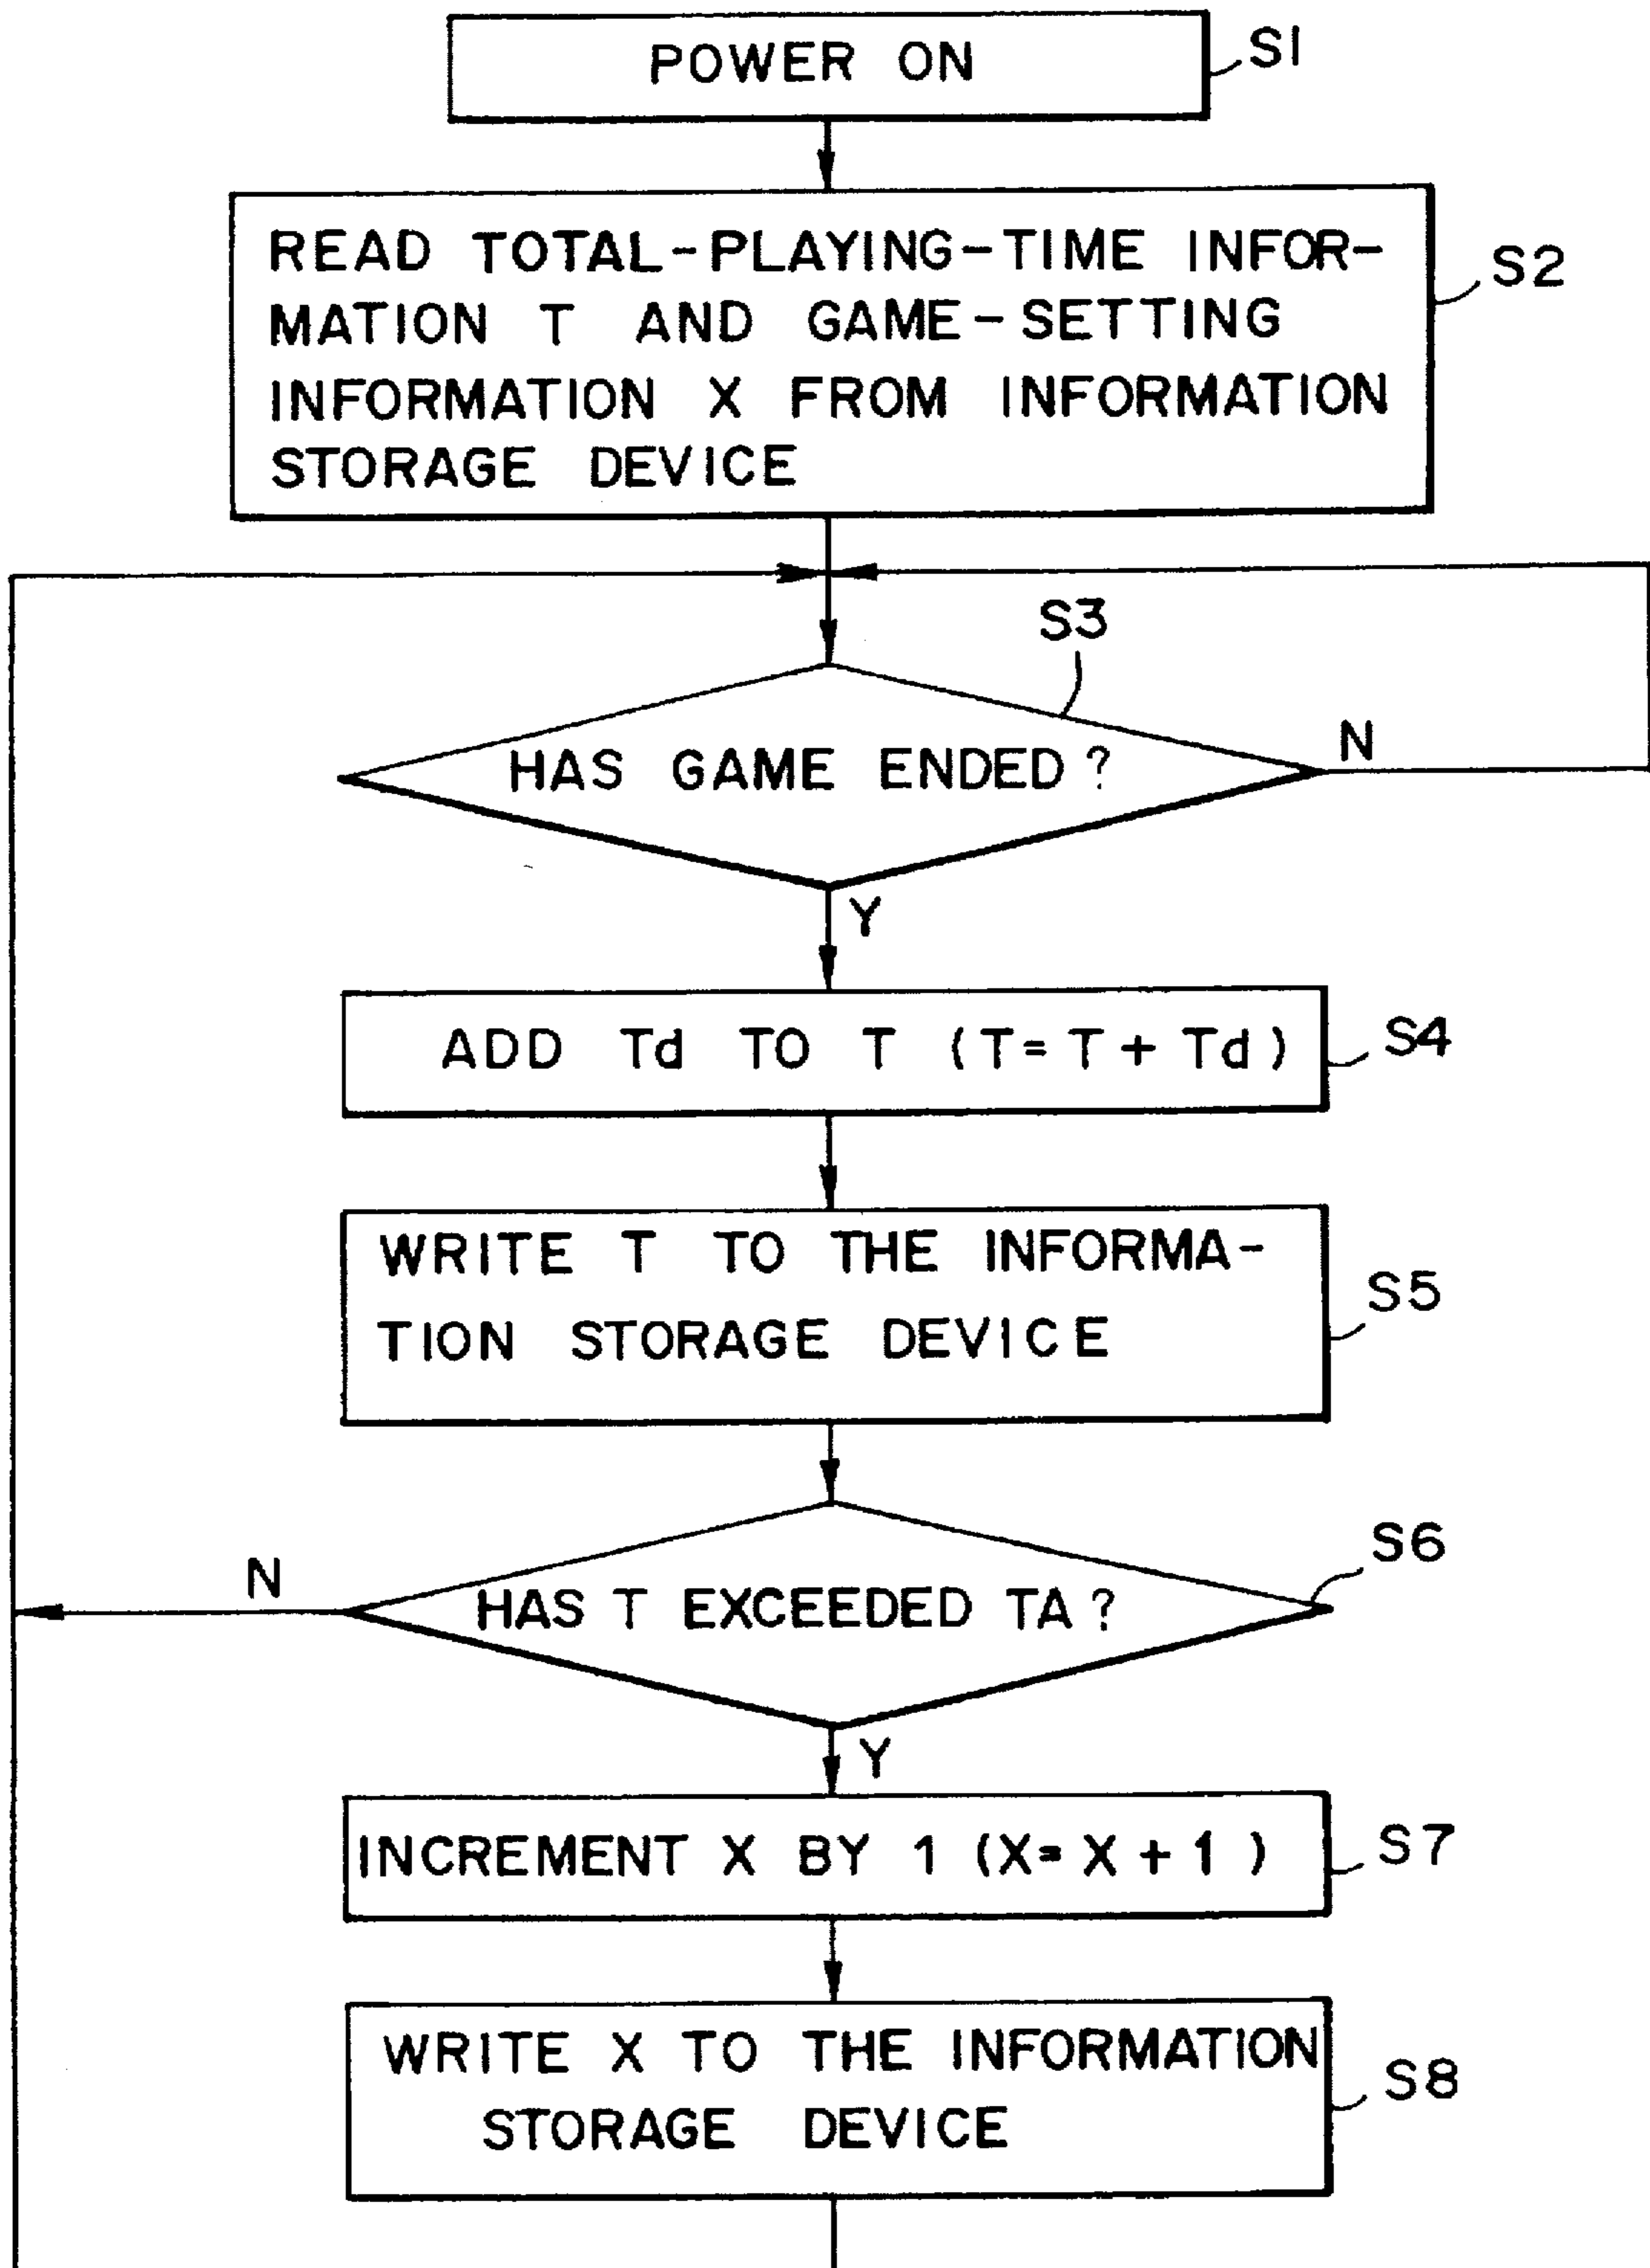 POWER ON
S1
READ TOTAL-PLAYING-TIME INFOR-
MATION T AND GAME-SETTING
INFORMATION X FROM INFORMATION
STORAGE DEVICE
S2
S3
HAS GAME ENDED?
N
Y
ADD Td TO T (T=T+Td)
S4
WRITE T TO THE INFORMA-
TION STORAGE DEVICE
S5
S6
N
HAS T EXCEEDED TA?
Y
INCREMENT X BY 1 (X=X+1)
S7
WRITE X TO THE INFORMATION
STORAGE DEVICE
S8